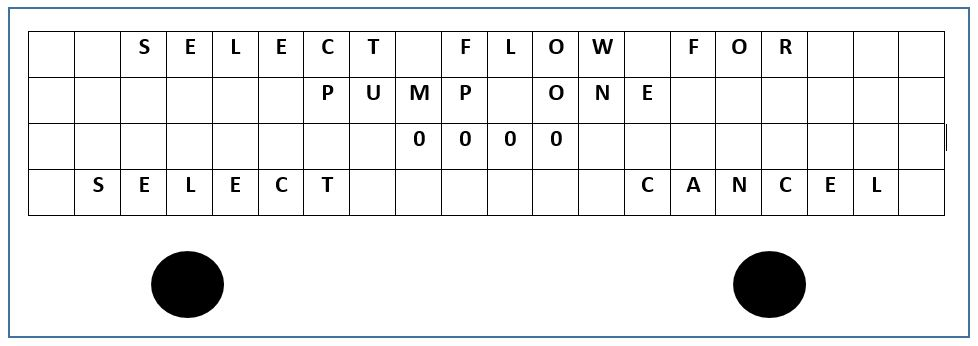 SELECT FLOW FOR
PUMP ONE
0000
SELECT CANCEL